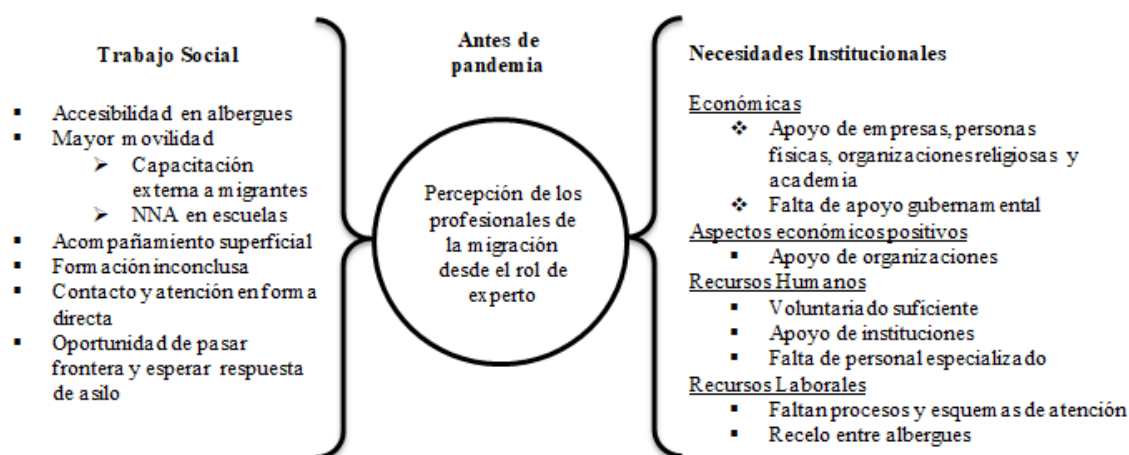 Trabajo Social
▪ Accesibilidad en albergues
▪ Mayor movilidad
➢ Capacitación
externa a migrantes
➢ NNA en escuelas
▪ Acompañamiento superficial
▪ Formación inconclusa
▪ Contacto y atención en forma
directa
▪ Oportunidad de pasar
frontera y esperar respuesta
de asilo
Antes de
pandemia
Percepción de los
profesionales de
la migración
desde el rol de
experto
Necesidades Institucionales
Económicas
❖ Apoyo de empresas, personas
físicas, organizaciones religiosas y
academia
❖ Falta de apoyo gubernamental
Aspectos económicos positivos
▪ Apoyo de organizaciones
Recursos Humanos
▪ Voluntariado suficiente
▪ Apoyo de instituciones
▪ Falta de personal especializado
Recursos Laborales
▪ Faltan procesos y esquemas de atención
▪ Recelo entre albergues